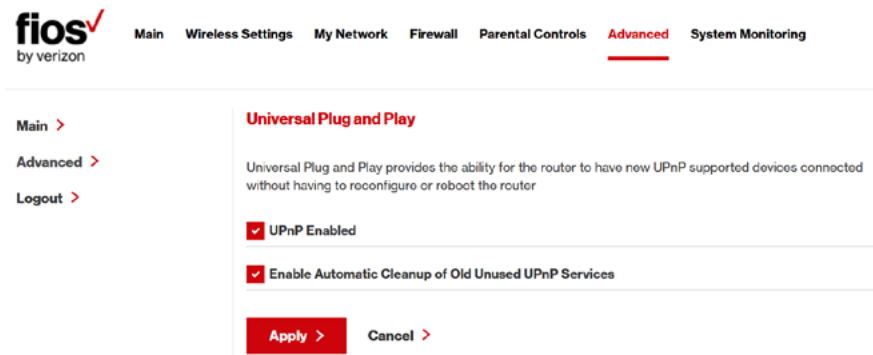 fios
by verizon
Main Wireless Settings My Network Firewall Parental Controls Advanced System Monitoring
Main >
Advanced >
Logout >
Universal Plug and Play
Universal Plug and Play provides the ability for the router to have new UPnP supported devices connected
without having to reconfigure or reboot the router
UPnP Enabled
Enable Automatic Cleanup of Old Unused UPnP Services
Apply > Cancel >